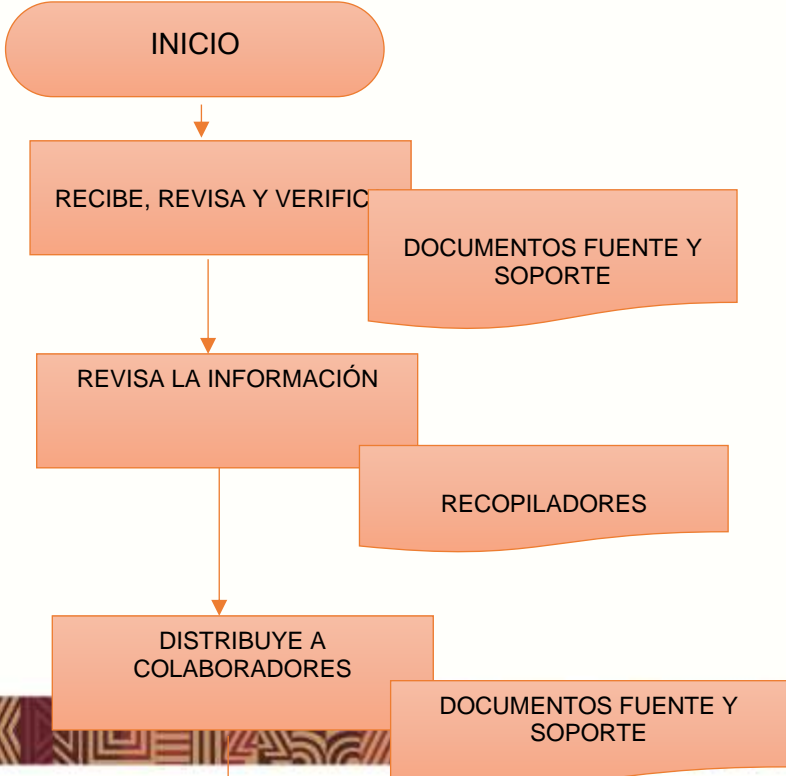 INICIO
RECIBE, REVISA Y VERIFIC
DOCUMENTOS FUENTE Y
SOPORTE
REVISA LA INFORMACIÓN
RECOPILADORES
DISTRIBUYE A
COLABORADORES
DOCUMENTOS FUENTE Y
SOPORTE